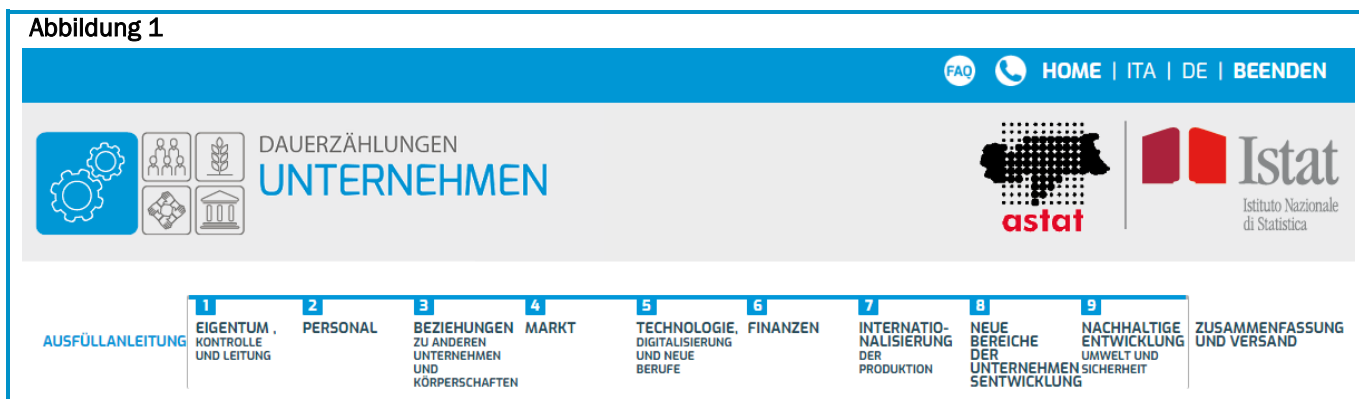 Abbildung 1
FAQ HOME | ITA | DE | BEENDEN
DAUERZÄHLUNGEN
UNTERNEHMEN
astat
Istat
Istituto Nazionale
di Statistica
AUSFÜLLANLEITUNG
1
EIGENTUM ,
KONTROLLE
UND LEITUNG
2
PERSONAL
3
BEZIEHUNGEN
ZU ANDEREN
UNTERNEHMEN
UND
KÖRPERSCHAFTEN
4
MARKT
5
TECHNOLOGIE,
DIGITALISIERUNG
UND NEUE
BERUFE
6
FINANZEN
7
INTERNATIO-
NALISIERUNG
DER
PRODUKTION
8
NEUE
BEREICHE
DER
UNTERNEHMEN
SENTWICKLUNG
9
NACHHALTIGE
ENTWICKLUNG
UMWELT UND
SICHERHEIT
ZUSAMMENFASSUNG
UND VERSAND